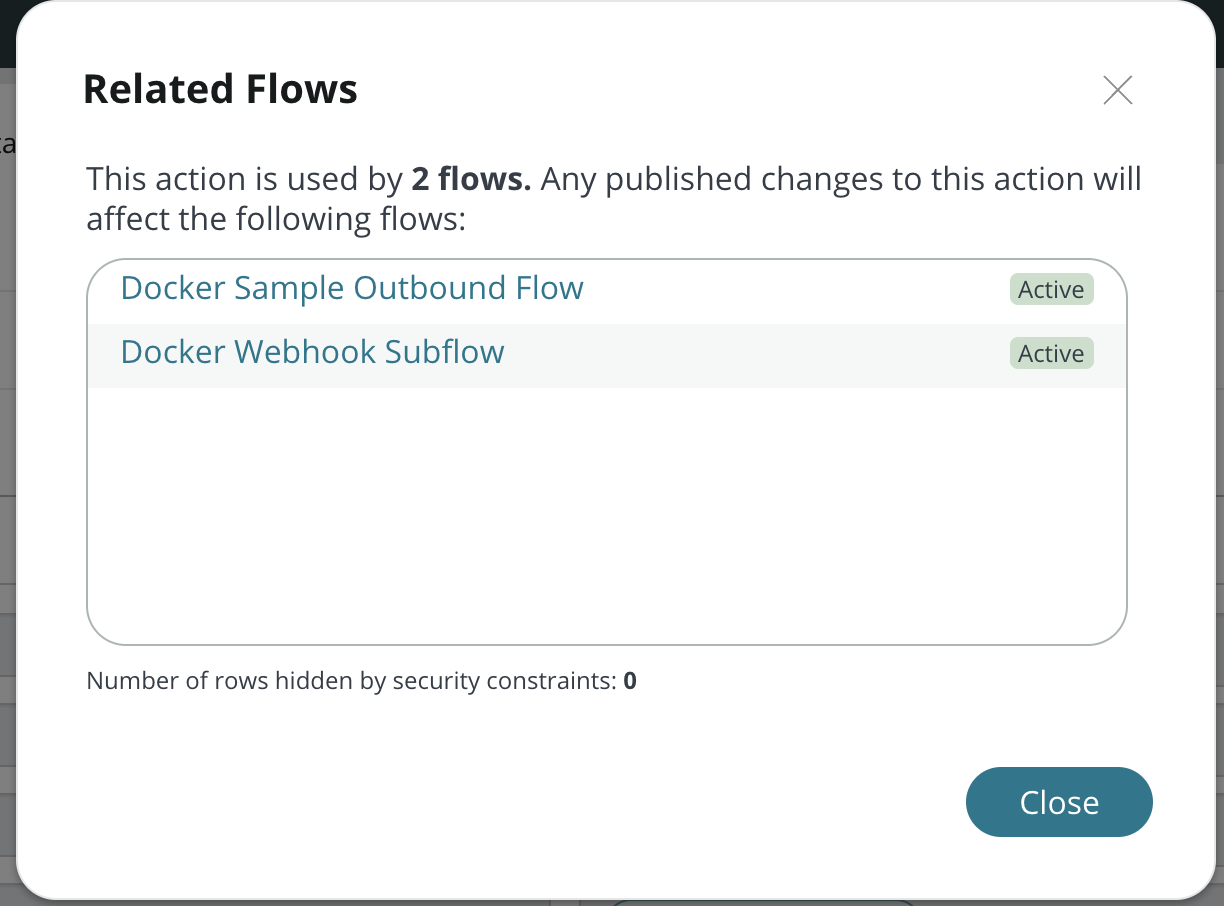 Related Flows
This action is used by 2 flows. Any published changes to this action will
affect the following flows:
Docker Sample Outbound Flow Active
Docker Webhook Subflow Active
Number of rows hidden by security constraints: 0
Close